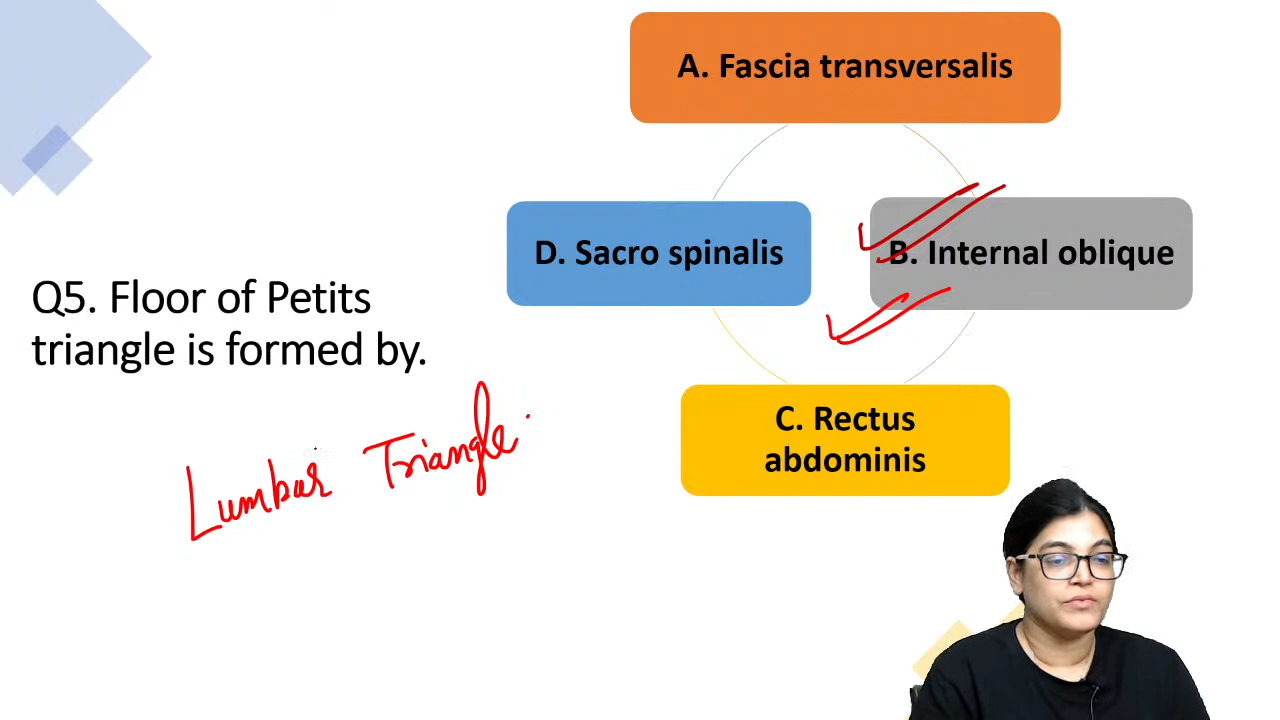 A. Fascia transversalis
D. Sacro spinalis
B. Internal oblique
Q5. Floor of Petits
triangle is formed by.
C. Rectus
abdominis
Lumbar Triangle